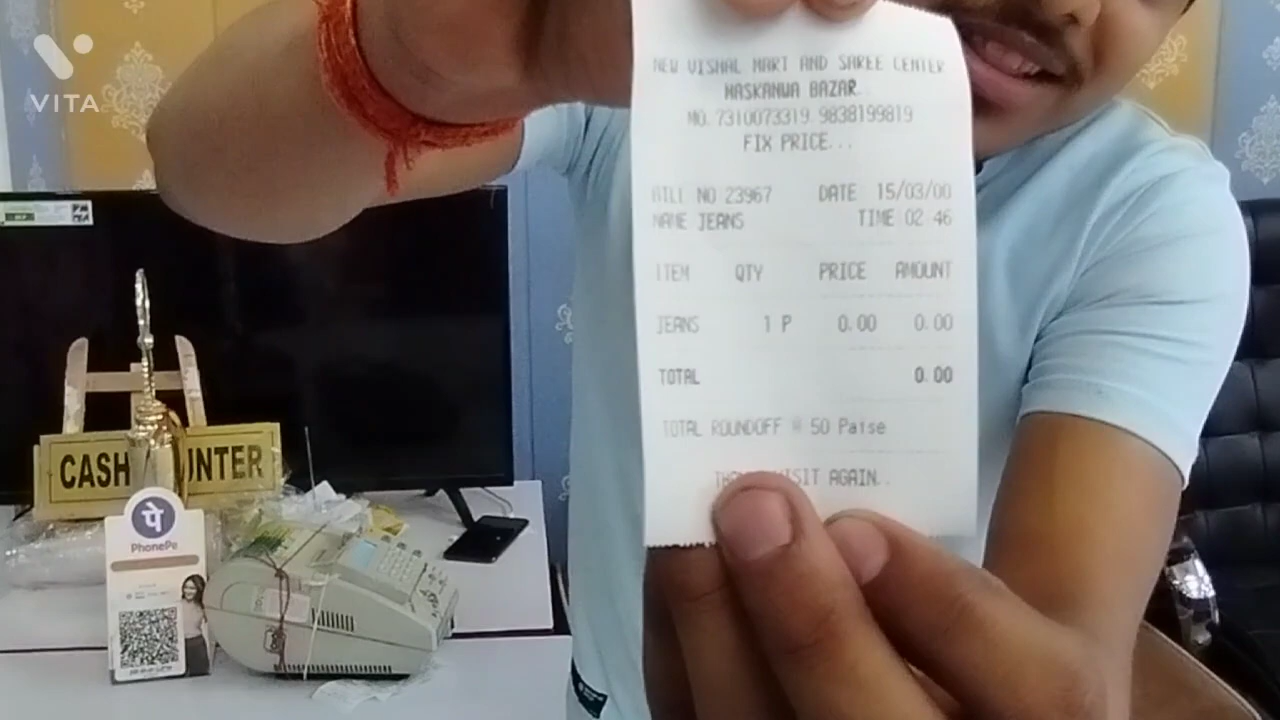 VITA
NEW VISHAL MART AND SAREE CENTER
MASKANWA BAZAR.
MO. 7310073319 9838199819
FIX PRICE...
BILL NO 23967 DATE 15/03/00
NAME JEANS TIME 02:46
ITEM QTY PRICE AMOUNT
JEANS 1 P 0.00 0.00
TOTAL 0.00
TOTAL ROUNDOFF @ 50 Paise
VISIT AGAIN..
CASH UNTER
पे
PhonePe